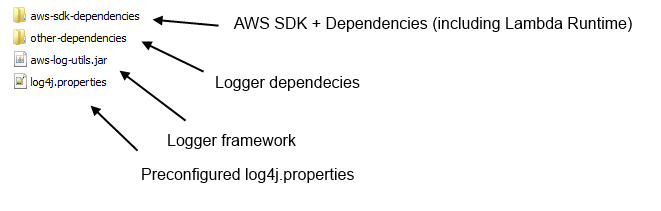 aws-sdk-dependencies
AWS SDK + Dependencies (including Lambda Runtime)
other-dependencies
aws-log-utils.jar
log4j.properties
Logger dependecies
Logger framework
Preconfigured log4j.properties